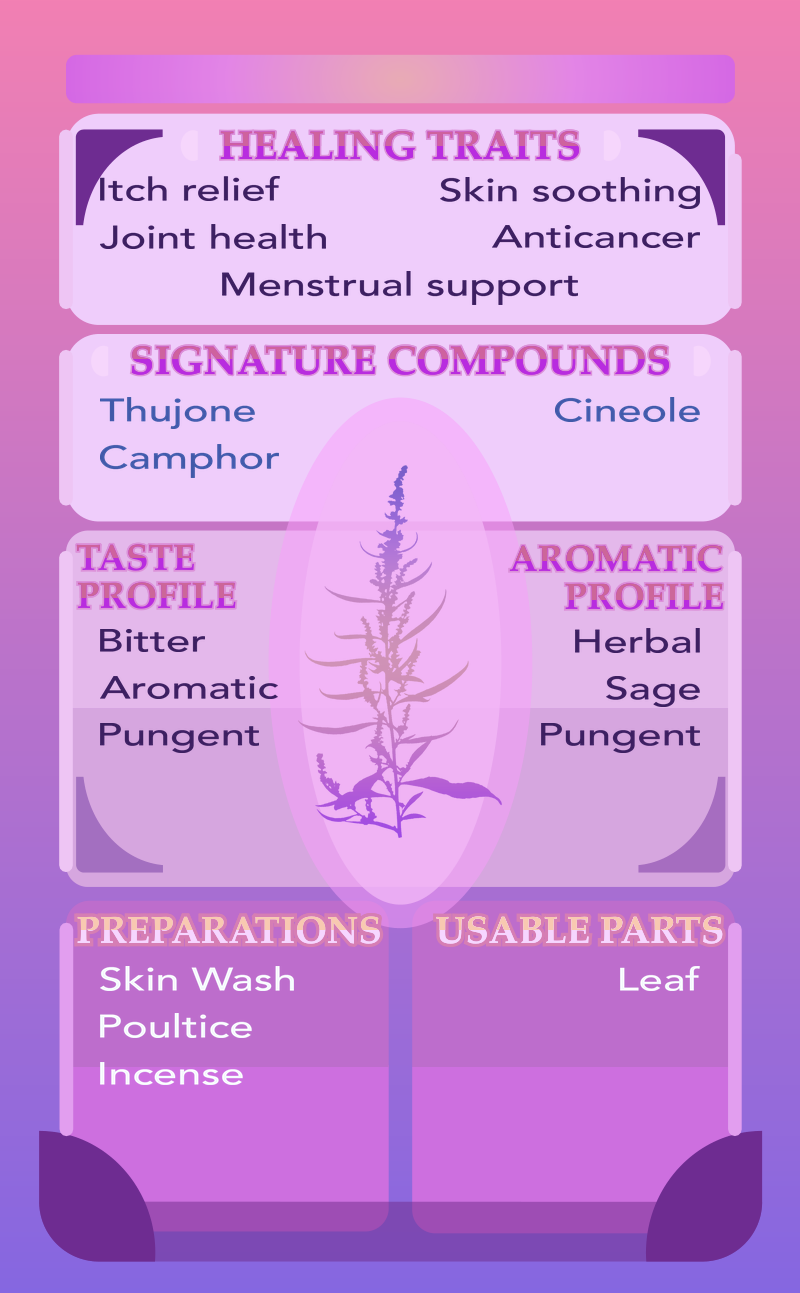 HEALING TRAITS
Itch relief
Skin soothing
Joint health
Anticancer
Menstrual support
SIGNATURE COMPOUNDS
Thujone
Cineole
Camphor
TASTE
PROFILE
Bitter
Aromatic
Pungent
AROMATIC
PROFILE
Herbal
Sage
Pungent
PREPARATIONS
Skin Wash
Poultice
Incense
USABLE PARTS
Leaf